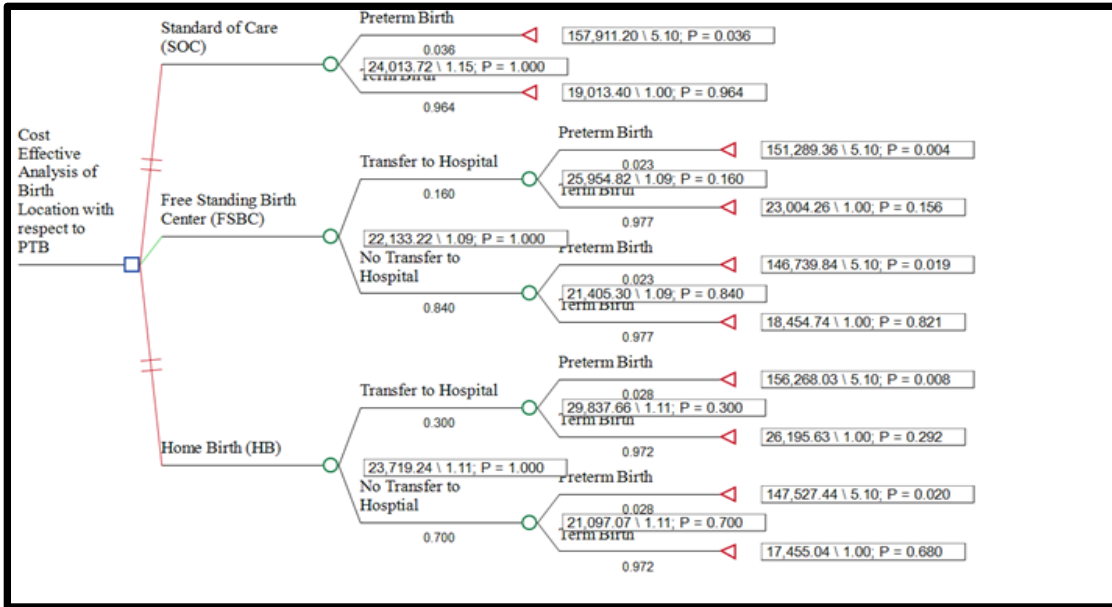 Preterm Birth
0.036
157,911.20 \ 5.10; P = 0.036
Standard of Care
(SOC)
24,013.72 \ 1.15; P = 1.000
Term Birth
0.964
19,013.40 \ 1.00; P = 0.964
Cost
Effective
Analysis of
Birth
Location with
respect to
PTB
Free Standing Birth
Center (FSBC)
22,133.22 \ 1.09; P = 1.000
Transfer to Hospital
0.160
25,954.82 \ 1.09; P = 0.160
Preterm Birth
0.023
151,289.36 \ 5.10; P = 0.004
Term Birth
0.977
23,004.26 \ 1.00; P = 0.156
No Transfer to
Hospital
0.840
21,405.30 \ 1.09; P = 0.840
Preterm Birth
0.023
146,739.84 \ 5.10; P = 0.019
Term Birth
0.977
18,454.74 \ 1.00; P = 0.821
Home Birth (HB)
23,719.24 \ 1.11; P = 1.000
Transfer to Hospital
0.300
29,837.66 \ 1.11; P = 0.300
Preterm Birth
0.028
156,268.03 \ 5.10; P = 0.008
Term Birth
0.972
26,195.63 \ 1.00; P = 0.292
No Transfer to
Hosptial
0.700
21,097.07 \ 1.11; P = 0.700
Preterm Birth
0.028
147,527.44 \ 5.10; P = 0.020
Term Birth
0.972
17,455.04 \ 1.00; P = 0.680